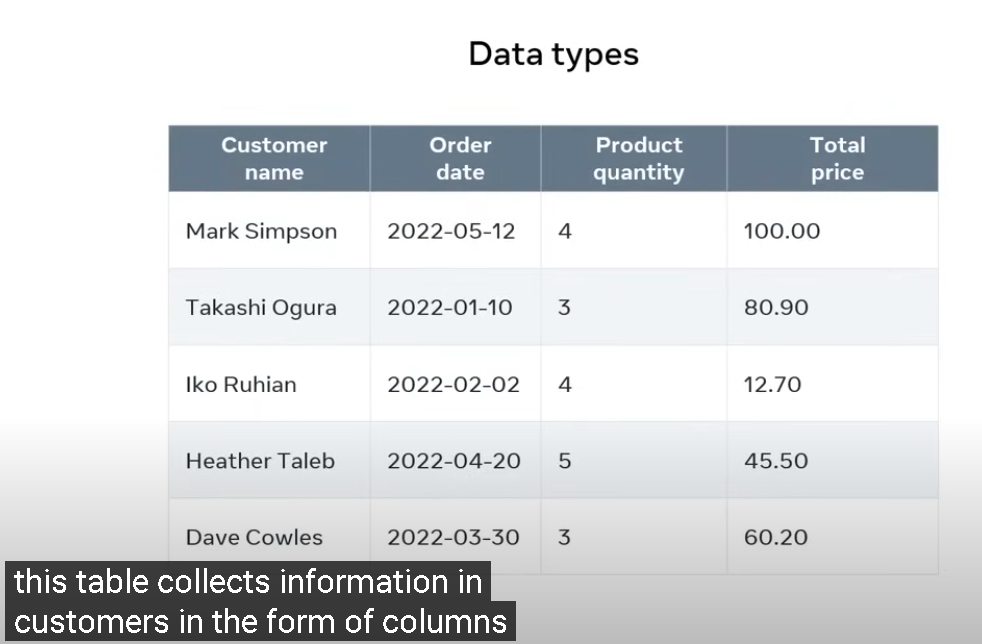 Data types
Customer name Order date Product quantity Total price
Mark Simpson 2022-05-12 4 100.00
Takashi Ogura 2022-01-10 3 80.90
Iko Ruhian 2022-02-02 4 12.70
Heather Taleb 2022-04-20 5 45.50
Dave Cowles 2022-03-30 3 60.20
this table collects information in
customers in the form of columns